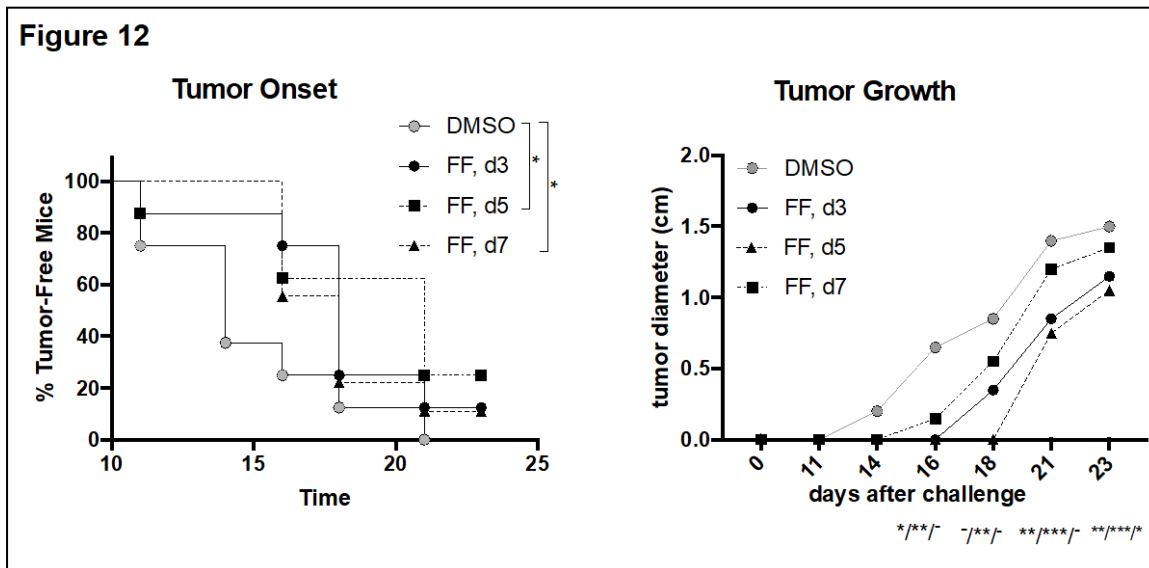 Figure 12
Tumor Onset
DMSO
FF, d3
FF, d5
FF, d7
*
*
% Tumor-Free Mice
100
80
60
40
20
0
10
15
20
25
Time
Tumor Growth
DMSO
FF, d3
FF, d5
FF, d7
tumor diameter (cm)
2.0
1.5
1.0
0.5
0.0
0
11
14
16
18
21
23
days after challenge
*/**/-
-/**/-
**/***/-
**/***/*